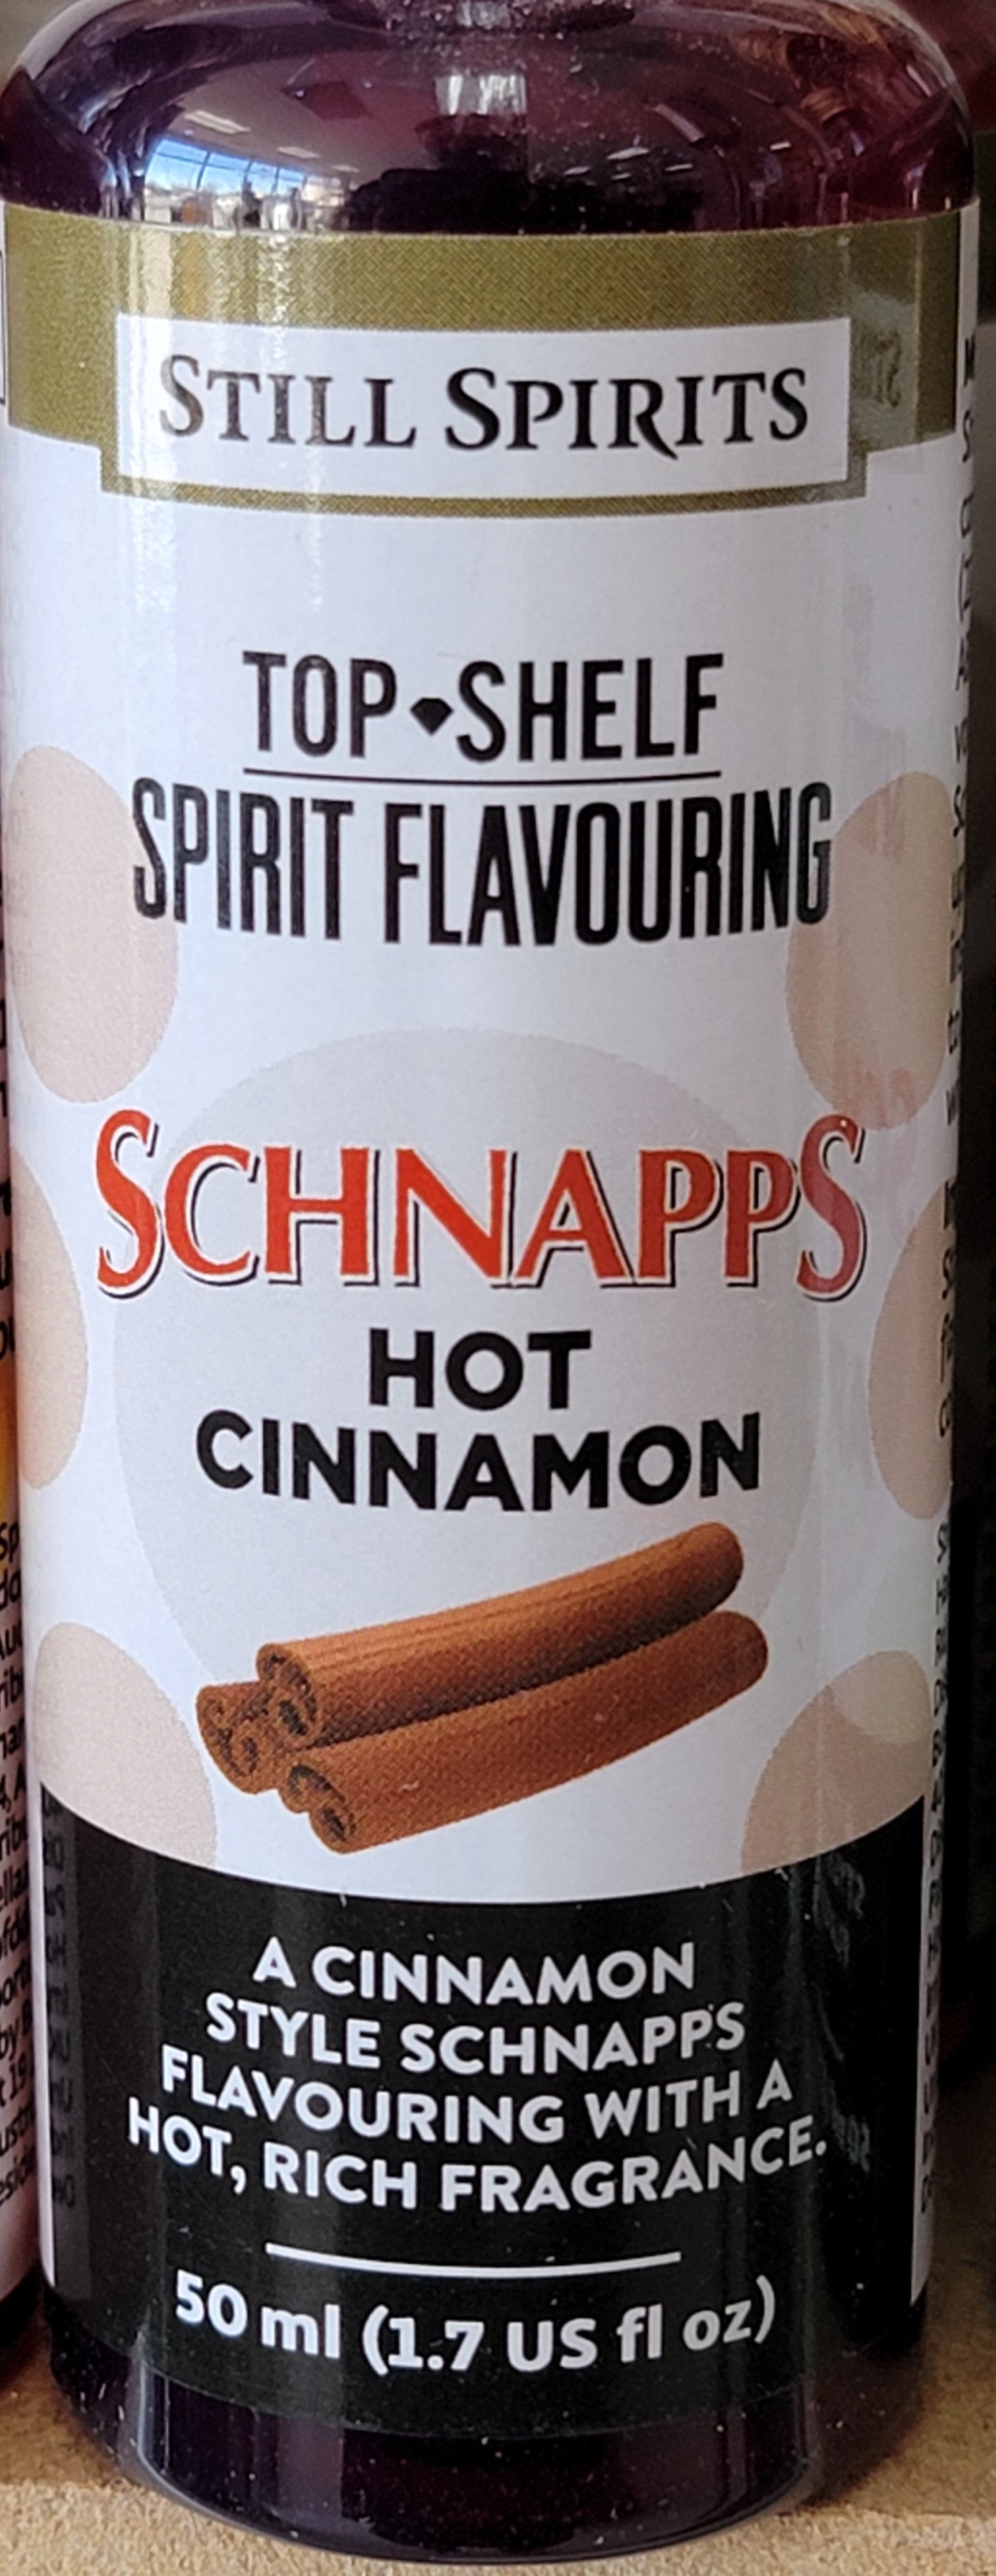 STILL SPIRITS
TOP◆SHELF
SPIRIT FLAVOURING
SCHNAPPS
HOT
CINNAMON
A CINNAMON
STYLE SCHNAPPS
FLAVOURING WITH A
HOT, RICH FRAGRANCE.
50 ml (1.7 US fl oz)